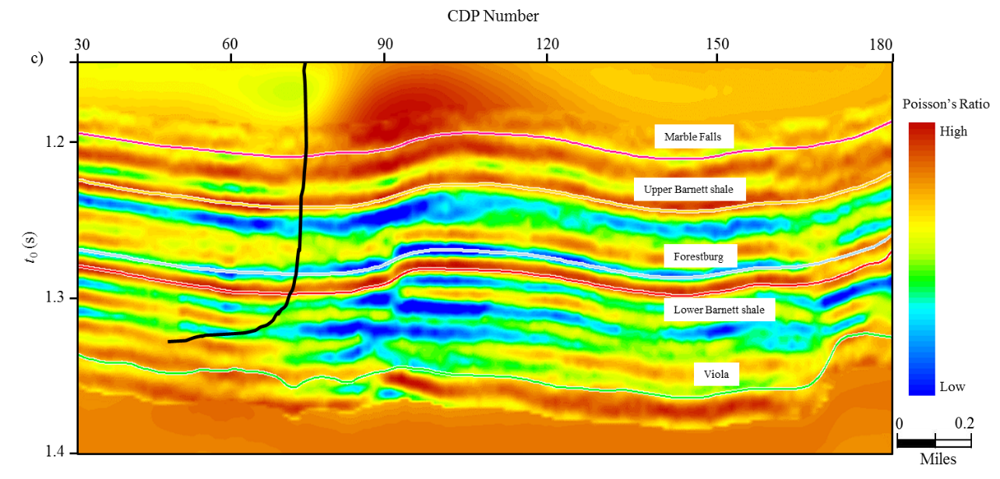 CDP Number
30 60 90 120 150 180
c)
Poisson's Ratio
High
Marble Falls
1.2
Upper Barnett shale
t0 (s)
Forestburg
1.3
Lower Barnett shale
Viola
Low
0 0.2
1.4
Miles